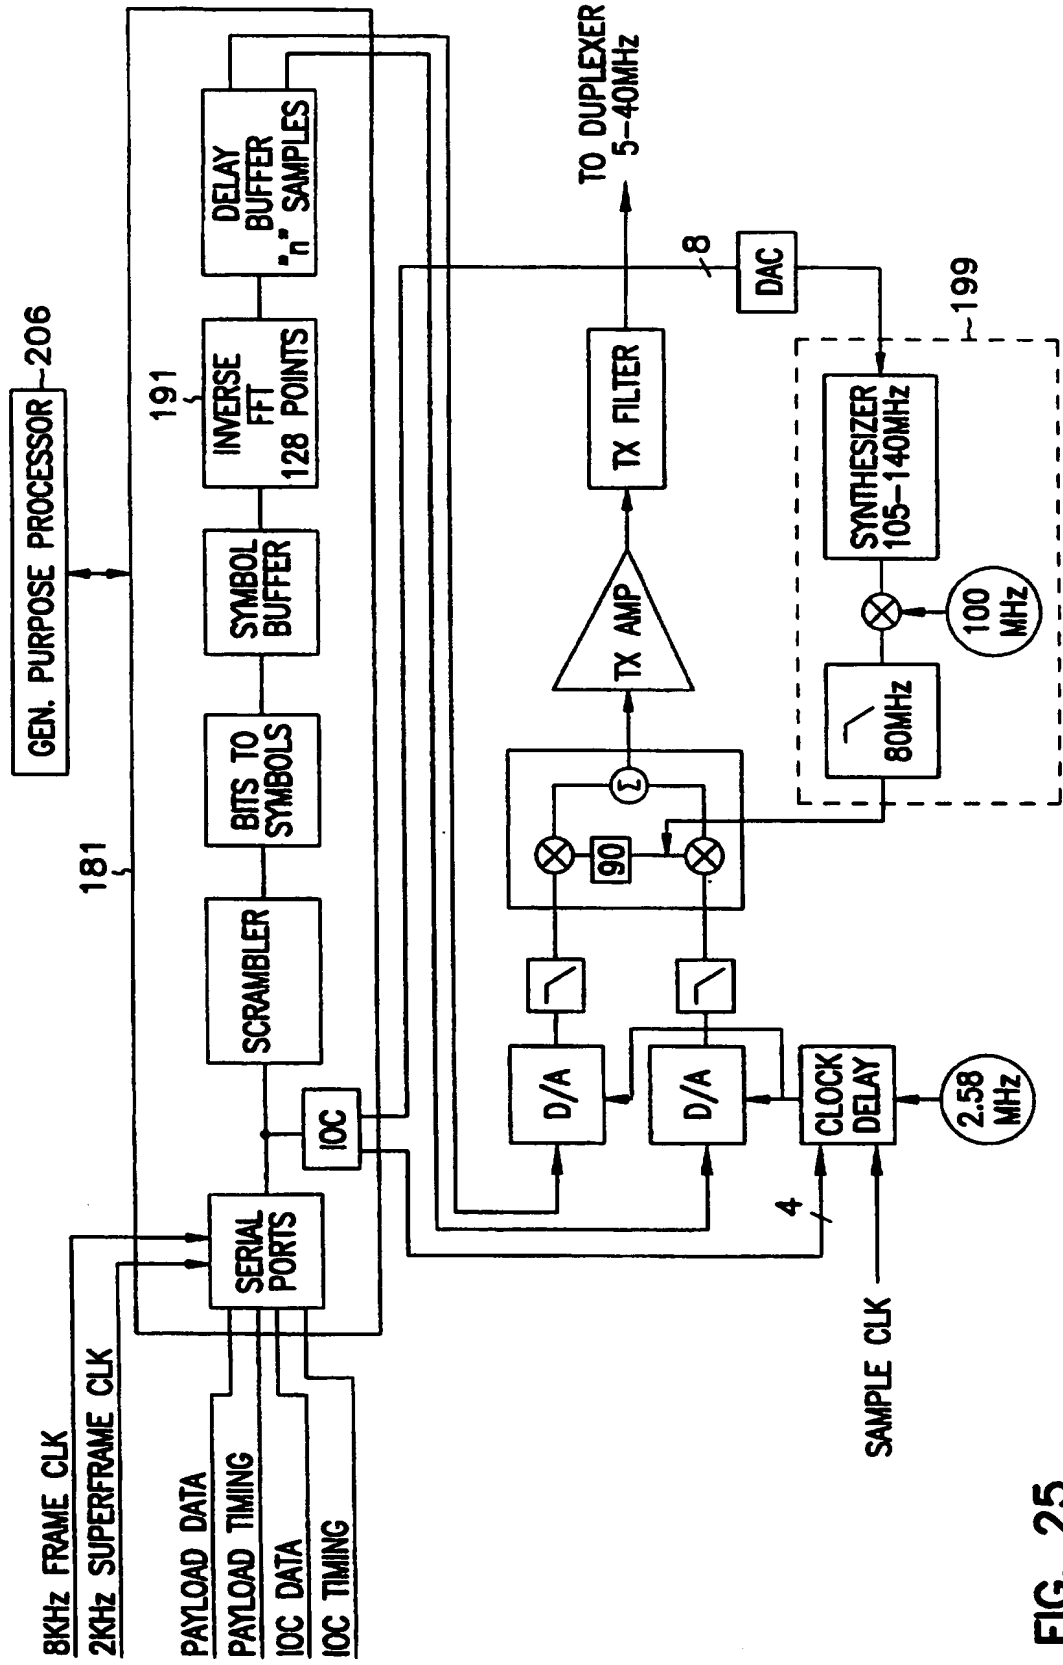 GEN. PURPOSE PROCESSOR
206
181
8KHz FRAME CLK
2KHz SUPERFRAME CLK
PAYLOAD DATA
PAYLOAD TIMING
IOC DATA
IOC TIMING
SERIAL
PORTS
IOC
SCRAMBLER
BITS TO
SYMBOLS
SYMBOL
BUFFER
191
INVERSE
FFT
128 POINTS
DELAY
BUFFER
"n" SAMPLES
D/A
D/A
90
Σ
TX AMP
TX FILTER
TO DUPLEXER
5-40MHz
4
SAMPLE CLK
CLOCK
DELAY
2.58
MHz
8
DAC
199
SYNTHESIZER
105-140MHz
100
MHz
80MHz
FIG. 25